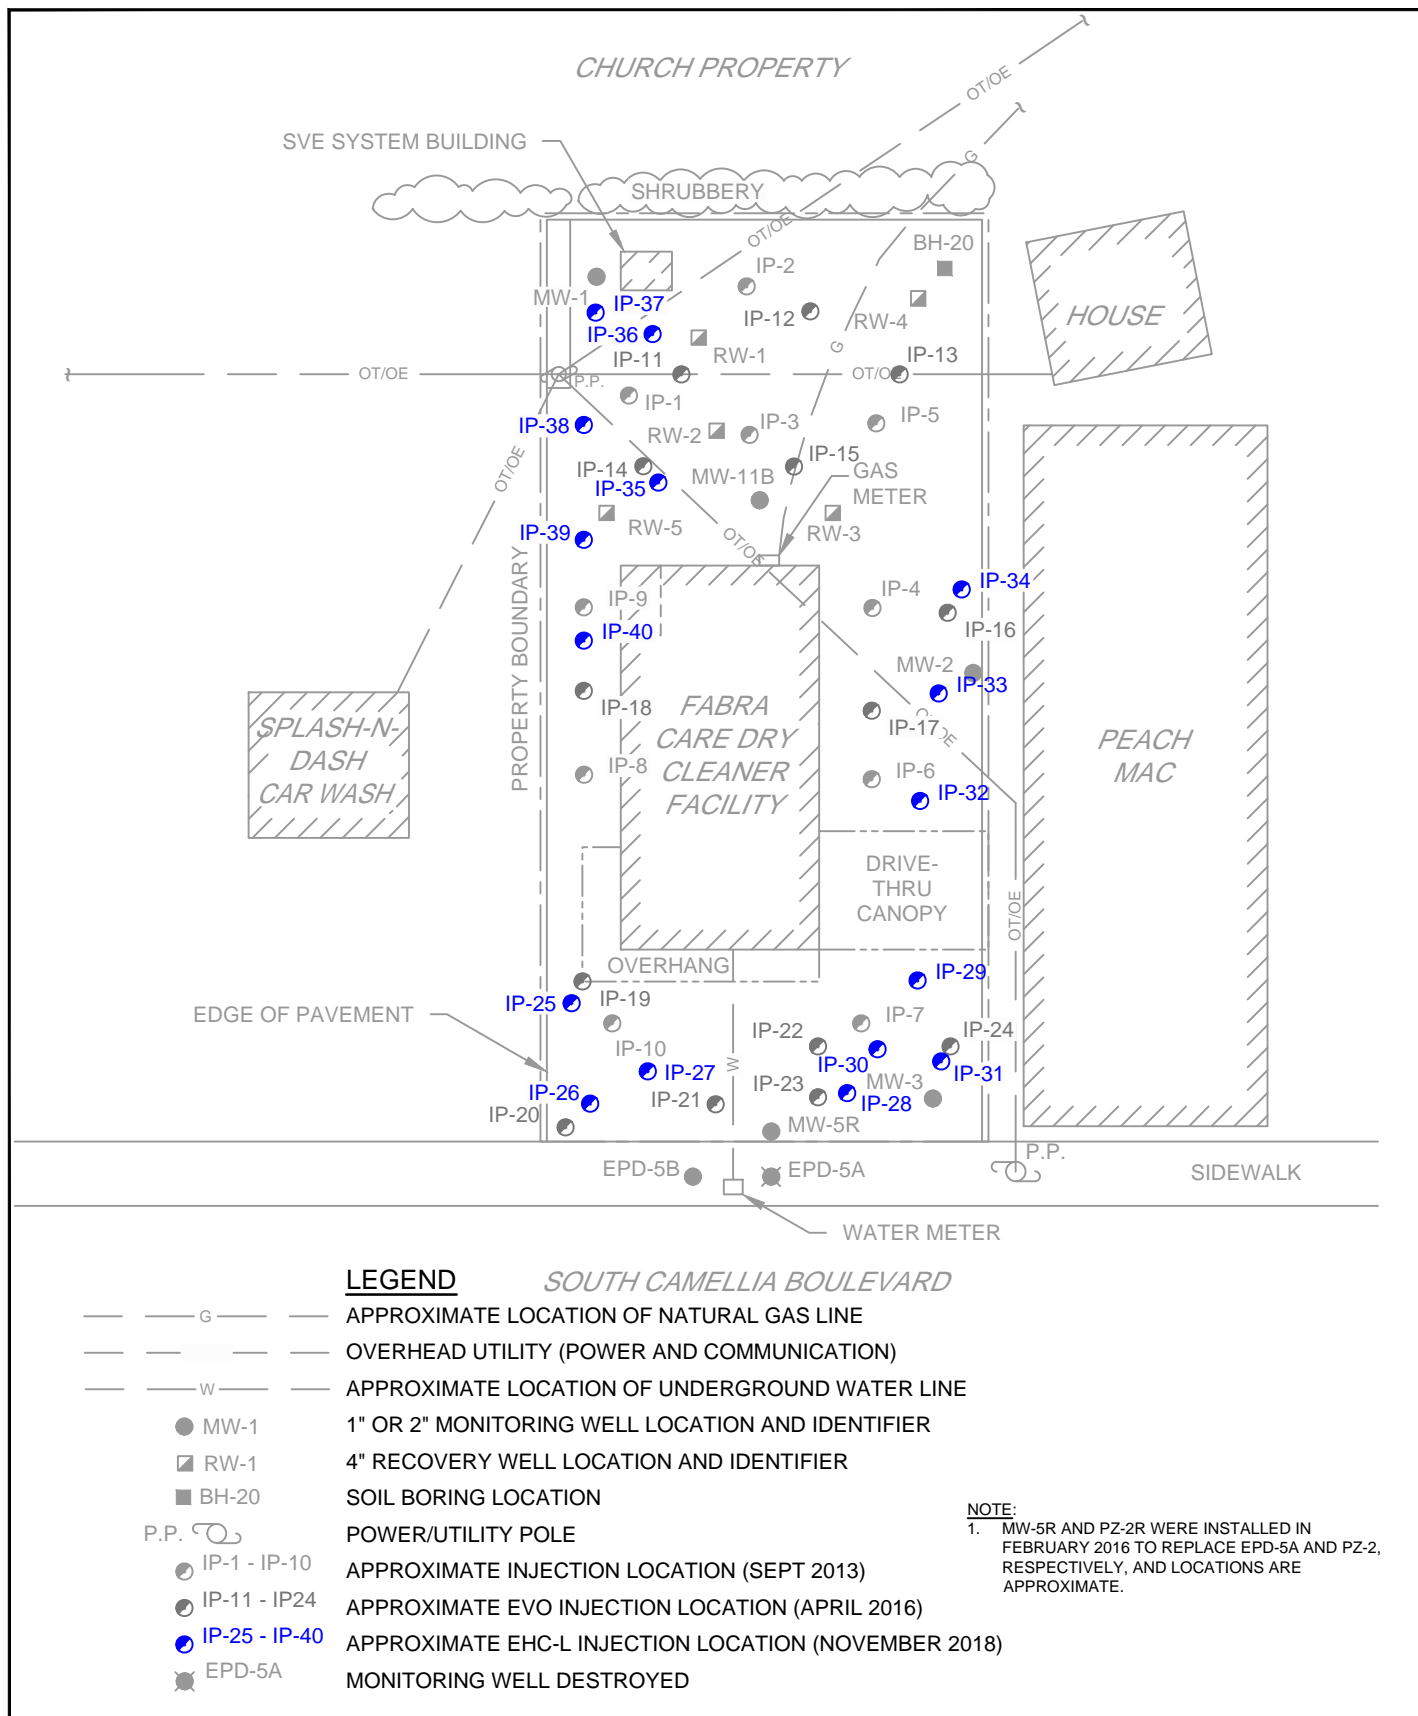 CHURCH PROPERTY
OT/OE
SVE SYSTEM BUILDING
G
SHRUBBERY
OT/OE
BH-20
IP-2
MW-1
IP-37
IP-12
RW-4
HOUSE
IP-36
RW-1
G
IP-11
IP-13
OT/OE
P.P.
OT/OE
IP-1
IP-38
RW-2
IP-3
IP-5
IP-14
IP-15
OT/OE
IP-35
MW-11B
GAS
METER
IP-39
RW-5
RW-3
OT/OE
PROPERTY BOUNDARY
IP-9
IP-4
IP-34
IP-40
IP-16
MW-2
IP-33
IP-18
IP-17
OT/OE
SPLASH-N-
DASH
CAR WASH
FABRA
CARE DRY
CLEANER
FACILITY
PEACH
MAC
IP-8
IP-6
IP-32
DRIVE-
THRU
CANOPY
OT/OE
OVERHANG
IP-29
IP-25
IP-19
EDGE OF PAVEMENT
IP-10
IP-22
IP-7
IP-24
IP-27
W
IP-30
IP-31
IP-26
IP-23
MW-3
IP-20
IP-21
IP-28
MW-5R
EPD-5B
EPD-5A
P.P.
SIDEWALK
WATER METER
LEGEND
SOUTH CAMELLIA BOULEVARD
G
APPROXIMATE LOCATION OF NATURAL GAS LINE
OVERHEAD UTILITY (POWER AND COMMUNICATION)
W
APPROXIMATE LOCATION OF UNDERGROUND WATER LINE
MW-1
1" OR 2" MONITORING WELL LOCATION AND IDENTIFIER
RW-1
4" RECOVERY WELL LOCATION AND IDENTIFIER
BH-20
SOIL BORING LOCATION
P.P.
POWER/UTILITY POLE
IP-1 - IP-10
APPROXIMATE INJECTION LOCATION (SEPT 2013)
IP-11 - IP24
APPROXIMATE EVO INJECTION LOCATION (APRIL 2016)
IP-25 - IP-40
APPROXIMATE EHC-L INJECTION LOCATION (NOVEMBER 2018)
EPD-5A
MONITORING WELL DESTROYED
NOTE:
1. MW-5R AND PZ-2R WERE INSTALLED IN
FEBRUARY 2016 TO REPLACE EPD-5A AND PZ-2,
RESPECTIVELY, AND LOCATIONS ARE
APPROXIMATE.